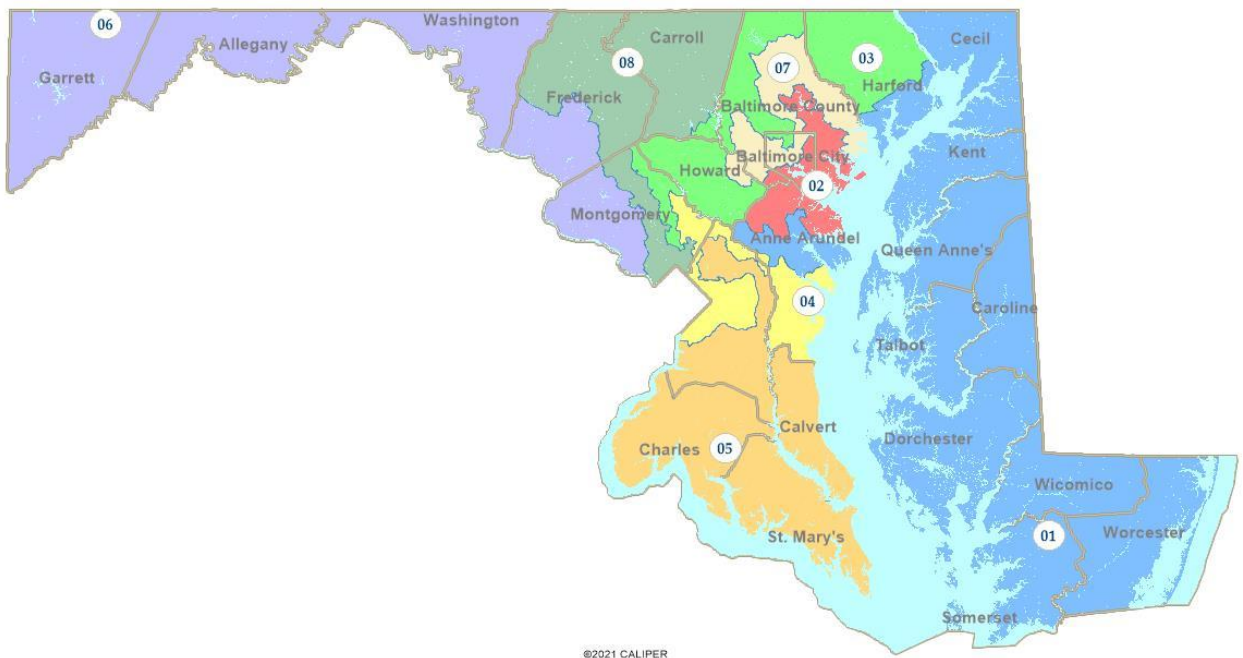 Washington
06
Carroll
Cecil
Allegany
03
08
07
Garrett
Harford
Frederick
Baltimore County
Kent
Baltimore City
Howard
02
Montgomery
Anne Arundel
Queen Anne's
04
Caroline
Talbot
Calvert
Dorchester
Charles
05
Wicomico
St. Mary's
01
Worcester
Somerset
©2021 CALIPER